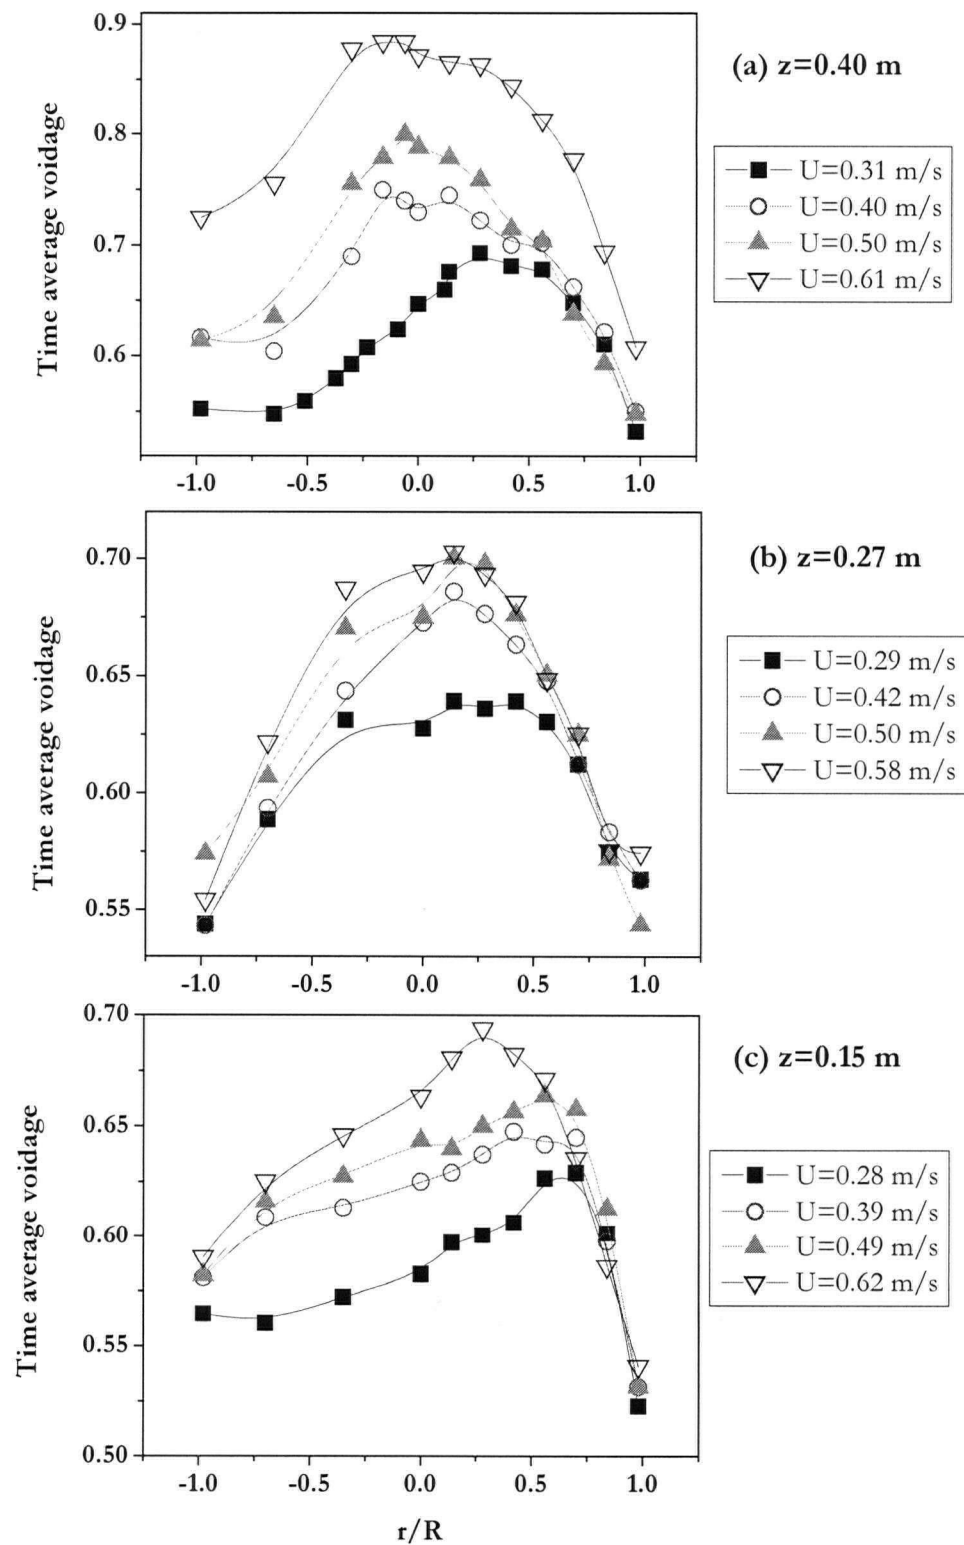 0.9
0.8
0.7
0.6
Time average voidage
-1.0 -0.5 0.0 0.5 1.0
(a) z=0.40 m
U=0.31 m/s
U=0.40 m/s
U=0.50 m/s
U=0.61 m/s
0.70
0.65
0.60
0.55
Time average voidage
-1.0 -0.5 0.0 0.5 1.0
(b) z=0.27 m
U=0.29 m/s
U=0.42 m/s
U=0.50 m/s
U=0.58 m/s
0.70
0.65
0.60
0.55
0.50
Time average voidage
-1.0 -0.5 0.0 0.5 1.0
r/R
(c) z=0.15 m
U=0.28 m/s
U=0.39 m/s
U=0.49 m/s
U=0.62 m/s